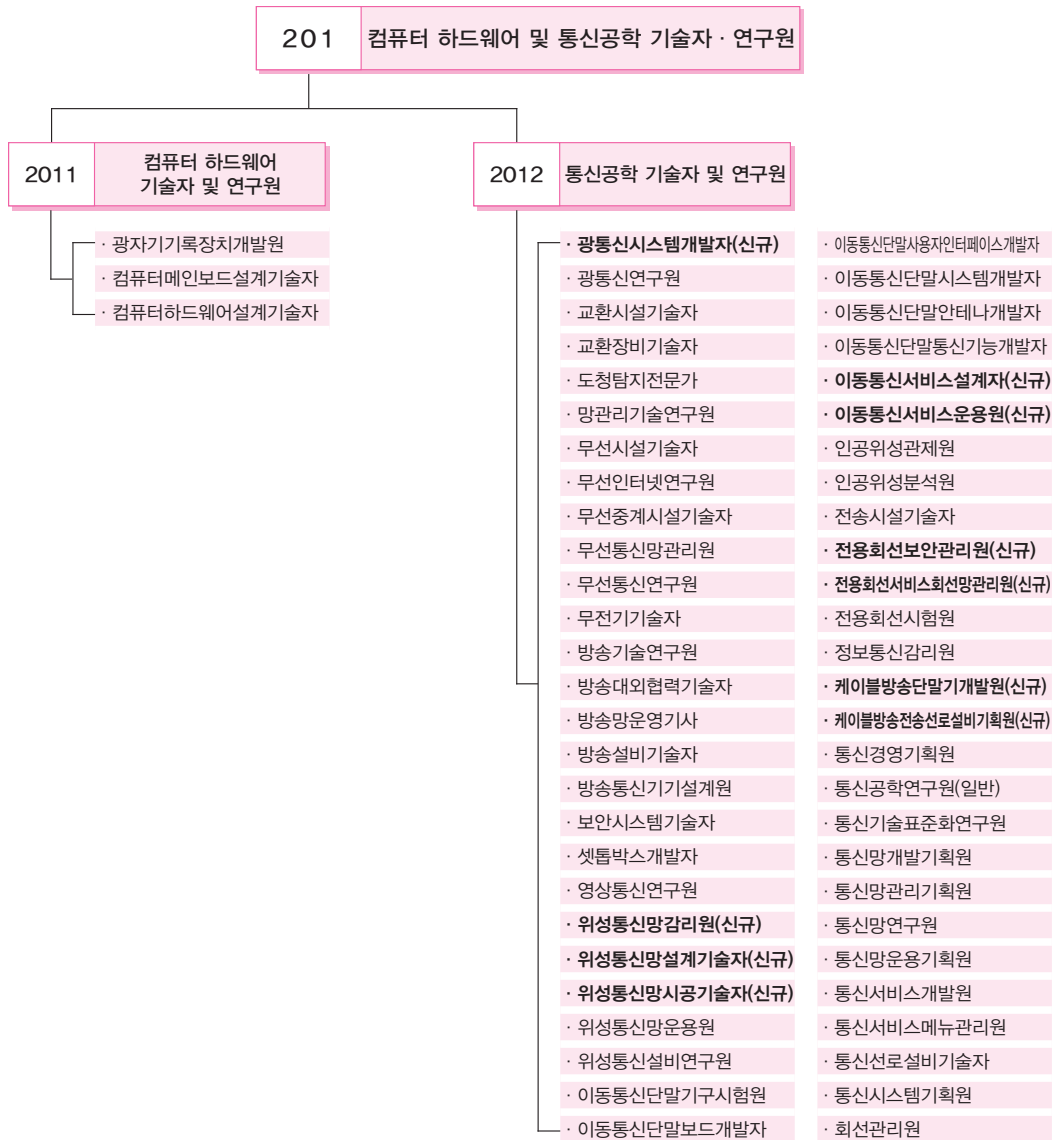 201 컴퓨터 하드웨어 및 통신공학 기술자 · 연구원
2011 컴퓨터 하드웨어
기술자 및 연구원
· 광자기기록장치개발원
· 컴퓨터메인보드설계기술자
· 컴퓨터하드웨어설계기술자
2012 통신공학 기술자 및 연구원
· 광통신시스템개발자(신규)
· 광통신연구원
· 교환시설기술자
· 교환장비기술자
· 도청탐지전문가
· 망관리기술연구원
· 무선시설기술자
· 무선인터넷연구원
· 무선중계시설기술자
· 무선통신망관리원
· 무선통신연구원
· 무전기기술자
· 방송기술연구원
· 방송대외협력기술자
· 방송망운영기사
· 방송설비기술자
· 방송통신기기설계원
· 보안시스템기술자
· 셋톱박스개발자
· 영상통신연구원
· 위성통신망감리원(신규)
· 위성통신망설계기술자(신규)
· 위성통신망시공기술자(신규)
· 위성통신망운용원
· 위성통신설비연구원
· 이동통신단말기구시험원
· 이동통신단말보드개발자
· 이동통신단말사용자인터페이스개발자
· 이동통신단말시스템개발자
· 이동통신단말안테나개발자
· 이동통신단말통신기능개발자
· 이동통신서비스설계자(신규)
· 이동통신서비스운용원(신규)
· 인공위성관제원
· 인공위성분석원
· 전송시설기술자
· 전용회선보안관리원(신규)
· 전용회선서비스회선망관리원(신규)
· 전용회선시험원
· 정보통신감리원
· 케이블방송단말기개발원(신규)
· 케이블방송전송선로설비기획원(신규)
· 통신경영기획원
· 통신공학연구원(일반)
· 통신기술표준화연구원
· 통신망개발기획원
· 통신망관리기획원
· 통신망연구원
· 통신망운용기획원
· 통신서비스개발원
· 통신서비스메뉴관리원
· 통신선로설비기술자
· 통신시스템기획원
· 회선관리원